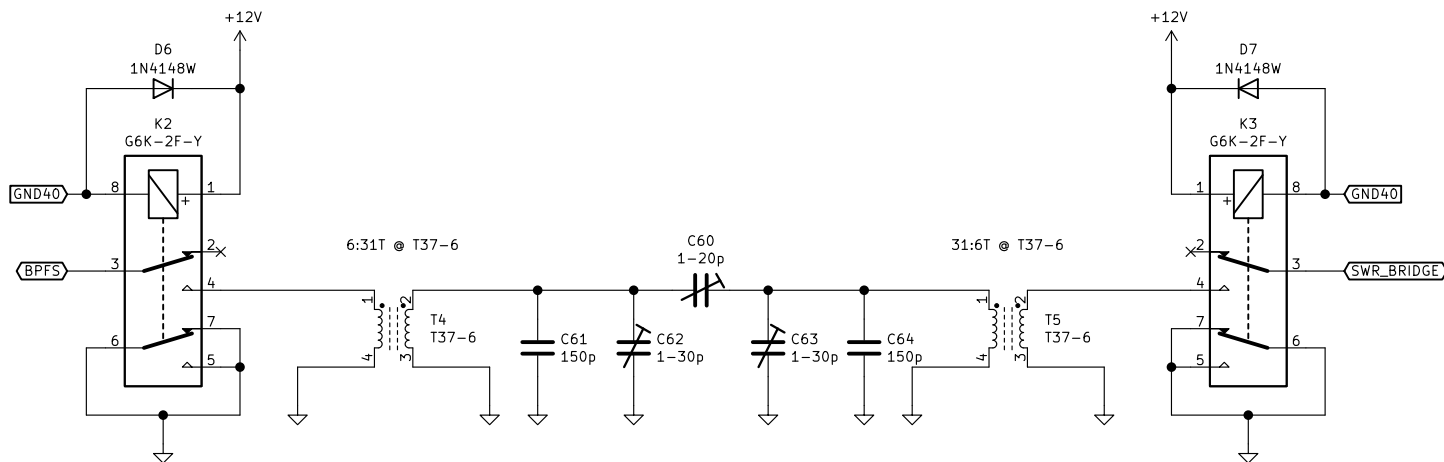 +12V
D6
1N4148W
K2
G6K-2F-Y
GND40
8
1
+
2
BPFS
3
4
7
6
5
6:31T @ T37-6
1
2
4
3
T4
T37-6
C61
150p
C62
1-30p
C60
1-20p
C63
1-30p
C64
150p
31:6T @ T37-6
1
2
4
3
T5
T37-6
+12V
D7
1N4148W
K3
G6K-2F-Y
1
8
+
GND40
2
3
SWR_BRIDGE
4
7
6
5